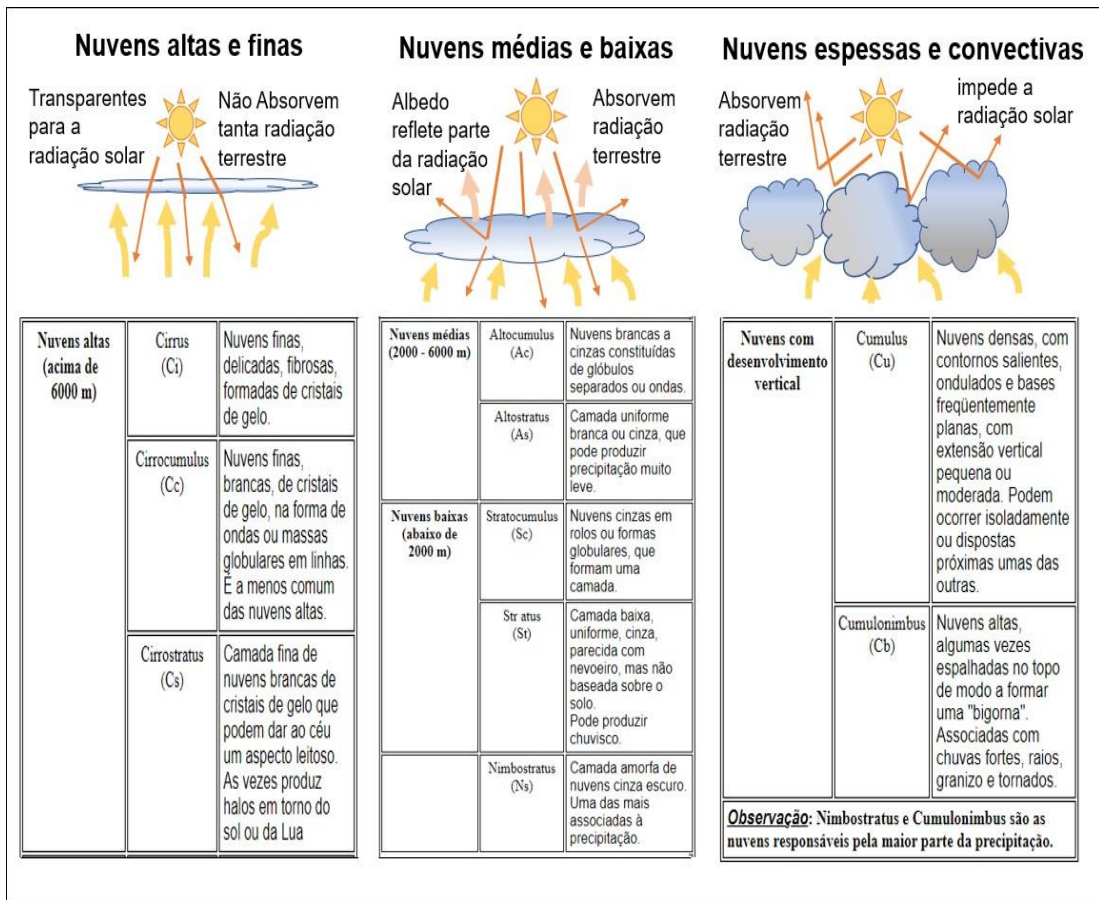 Nuvens altas e finas
Transparentes
para a
radiação solar
Não Absorvem
tanta radiação
terrestre
Nuvens altas
(acima de
6000 m)
Cirrus
(Ci)
Nuvens finas,
delicadas, fibrosas,
formadas de cristais
de gelo.
Cirrocumulus
(Cc)
Nuvens finas,
brancas, de cristais
de gelo, na forma de
ondas ou massas
globulares em linhas.
É a menos comum
das nuvens altas.
Cirrostratus
(Cs)
Camada fina de
nuvens brancas de
cristais de gelo que
podem dar ao céu
um aspecto leitoso.
As vezes produz
halos em torno do
sol ou da Lua
Nuvens médias e baixas
Albedo
reflete parte
da radiação
solar
Absorvem
radiação
terrestre
Nuvens médias
(2000 - 6000 m)
Altocumulus
(Ac)
Nuvens brancas a
cinzas constituídas
de glóbulos
separados ou ondas.
Altostratus
(As)
Camada uniforme
branca ou cinza, que
pode produzir
precipitação muito
leve.
Nuvens baixas
(abaixo de
2000 m)
Stratocumulus
(Sc)
Nuvens cinzas em
rolos ou formas
globulares, que
formam uma
camada.
Str atus
(St)
Camada baixa,
uniforme, cinza,
parecida com
nevoeiro, mas não
baseada sobre o
solo.
Pode produzir
chuvisco.
Nimbostratus
(Ns)
Camada amorfa de
nuvens cinza escuro.
Uma das mais
associadas à
precipitação.
Nuvens espessas e convectivas
Absorvem
radiação
terrestre
impede a
radiação solar
Nuvens com
desenvolvimento
vertical
Cumulus
(Cu)
Nuvens densas, com
contornos salientes,
ondulados e bases
freqüentemente
planas, com
extensão vertical
pequena ou
moderada. Podem
ocorrer isoladamente
ou dispostas
próximas umas das
outras.
Cumulonimbus
(Cb)
Nuvens altas,
algumas vezes
espalhadas no topo
de modo a formar
uma "bigorna".
Associadas com
chuvas fortes, raios,
granizo e tornados.
Observação: Nimbostratus e Cumulonimbus são as
nuvens responsáveis pela maior parte da precipitação.